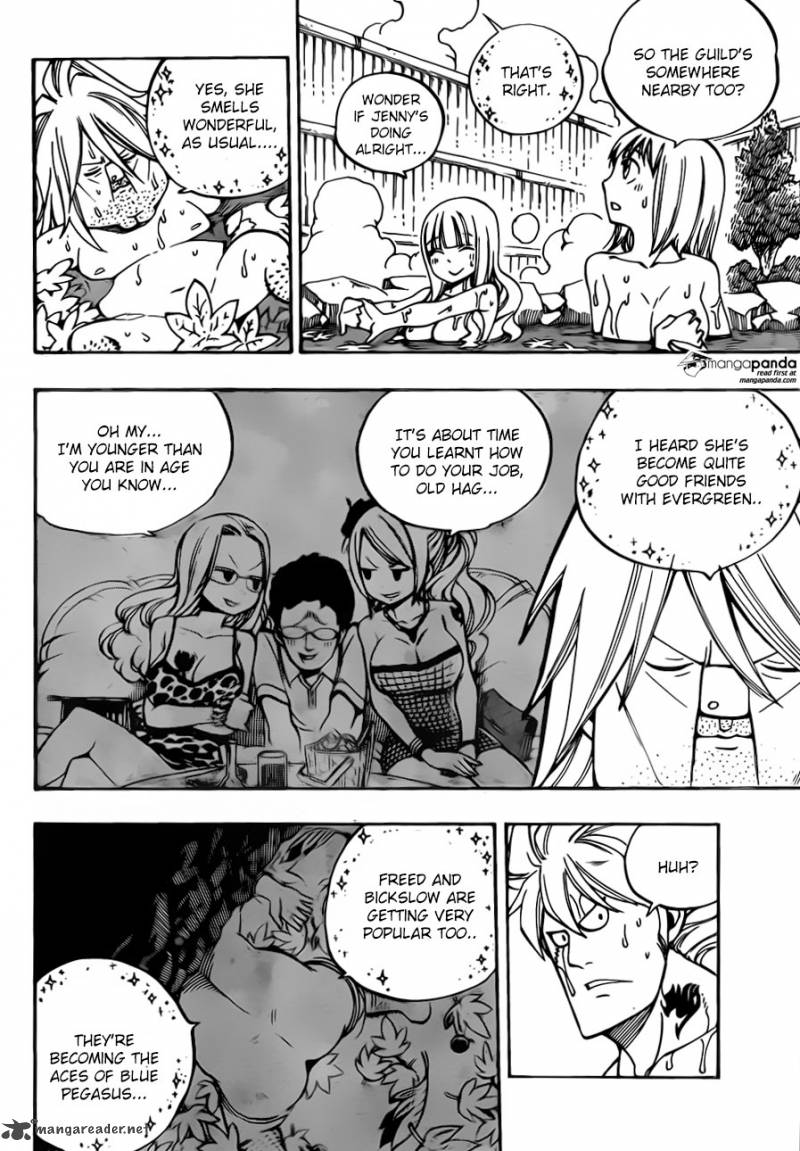 SO THE GUILD'S
SOMEWHERE
NEARBY TOO?
THAT'S
RIGHT.
WONDER
IF JENNY'S
DOING
ALRIGHT...
YES, SHE
SMELLS
WONDERFUL,
AS USUAL....
mangapanda
read first at
mangapanda.com
I HEARD SHE'S
BECOME QUITE
GOOD FRIENDS
WITH EVERGREEN..
IT'S ABOUT TIME
YOU LEARNT HOW
TO DO YOUR JOB,
OLD HAG...
OH MY...
I'M YOUNGER THAN
YOU ARE IN AGE
YOU KNOW...
HUH?
FREED AND
BICKSLOW ARE
GETTING VERY
POPULAR TOO..
THEY'RE
BECOMING THE
ACES OF BLUE
PEGASUS...
mangareader.net